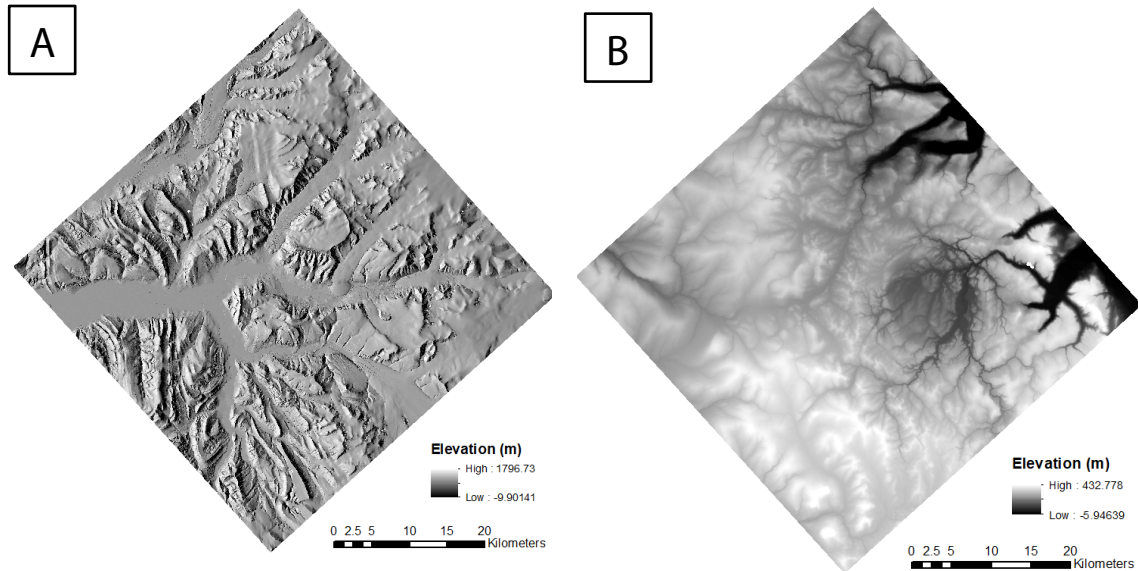 A
Elevation (m)
High : 1796.73
Low : -9.90141
0 2.5 5 10 15 20
Kilometers
B
Elevation (m)
High : 432.778
Low : -5.94639
0 2.5 5 10 15 20
Kilometers